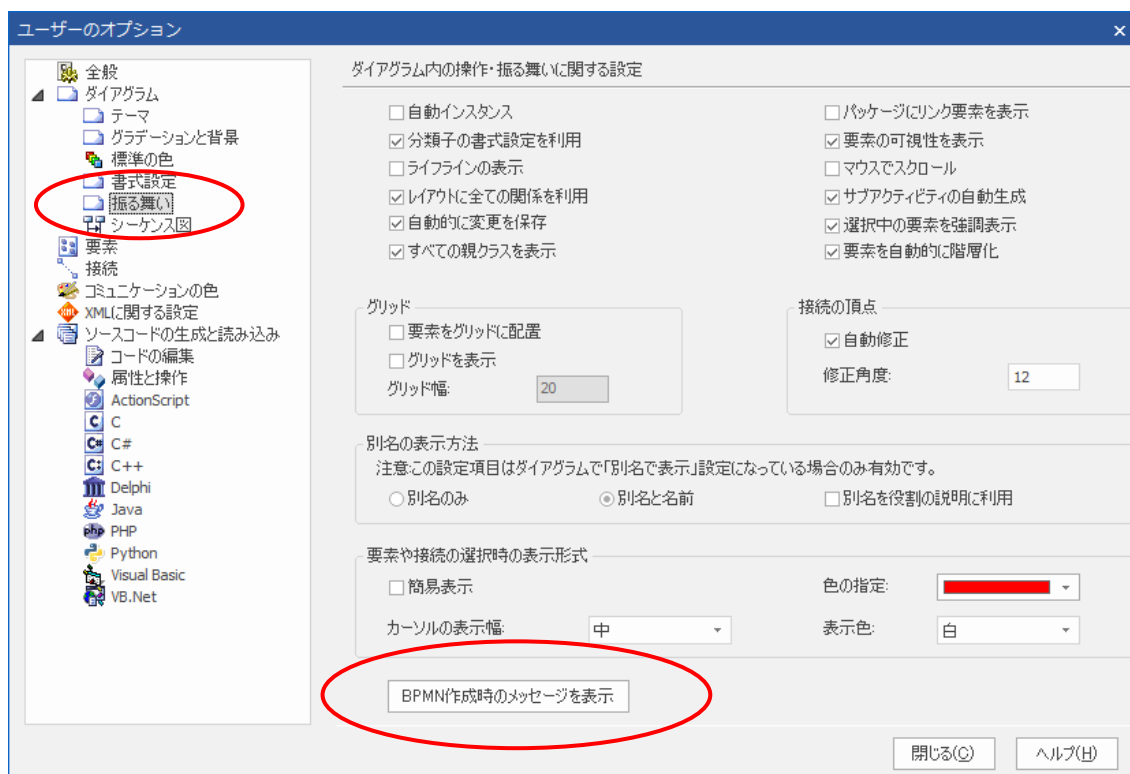 ユーザーのオプション
全般
ダイアグラム
テーマ
グラデーションと背景
標準の色
書式設定
振る舞い
シーケンス図
要素
接続
コミュニケーションの色
XMLに関する設定
ソースコードの生成と読み込み
コードの編集
属性と操作
ActionScript
C
C#
C++
Delphi
Java
PHP
Python
Visual Basic
VB.Net
ダイアグラム内の操作・振る舞いに関する設定
自動インスタンス
パッケージにリンク要素を表示
分類子の書式設定を利用
要素の可視性を表示
ライフラインの表示
マウスでスクロール
レイアウトに全ての関係を利用
サブアクティビティの自動生成
自動的に変更を保存
選択中の要素を強調表示
すべての親クラスを表示
要素を自動的に階層化
グリッド
要素をグリッドに配置
グリッドを表示
グリッド幅: 20
接続の頂点
自動修正
修正角度: 12
別名の表示方法
注意:この設定項目はダイアグラムで「別名で表示」設定になっている場合のみ有効です。
別名のみ 別名と名前 別名を役割の説明に利用
要素や接続の選択時の表示形式
簡易表示 色の指定:
カーソルの表示幅: 中 表示色: 白
BPMN作成時のメッセージを表示
閉じる(C) ヘルプ(H)